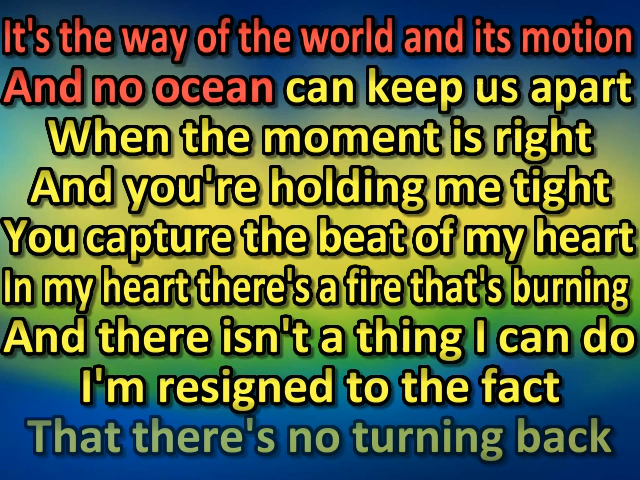 It's the way of the world and its motion
And no ocean can keep us apart
When the moment is right
And you're holding me tight
You capture the beat of my heart
In my heart there's a fire that's burning
And there isn't a thing I can do
I'm resigned to the fact
That there's no turning back